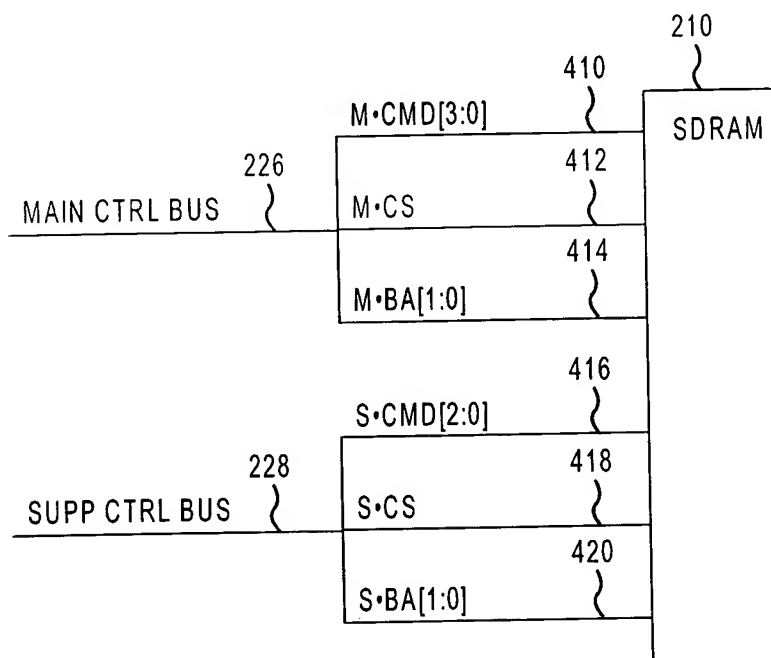 210
410
M•CMD[3:0]
SDRAM
226
412
MAIN CTRL BUS
M•CS
414
M•BA[1:0]
416
S•CMD[2:0]
228
418
SUPP CTRL BUS
S•CS
420
S•BA[1:0]